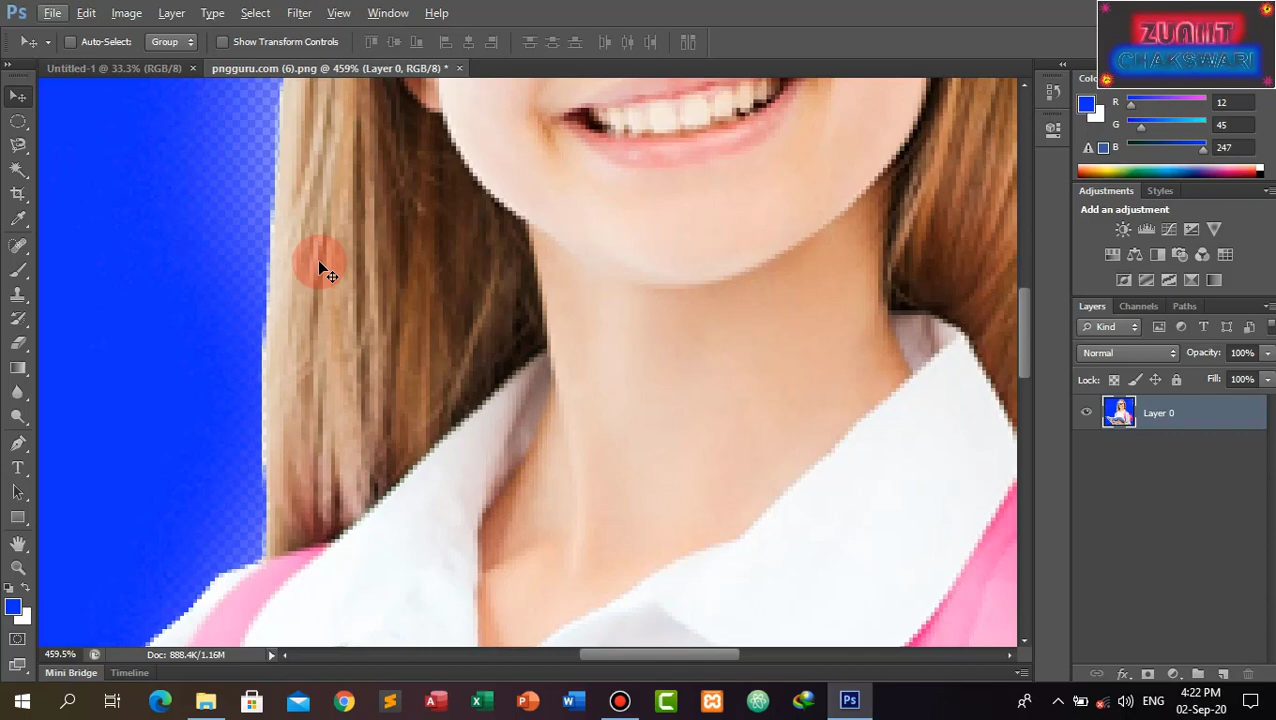 Ps File Edit Image Layer Type Select Filter View Window Help
ZUNIIT
CHAKSWARI
Auto-Select: Group Show Transform Controls
Untitled-1 @ 33.3% (RGB/8) × pngguru.com (6).png @ 459% (Layer 0, RGB/8) * ×
R 12
G 45
B 247
Adjustments Styles
Add an adjustment
Layers Channels Paths
Kind
Normal Opacity: 100%
Lock: Fill: 100%
Layer 0
459.5% Doc: 888.4K/1.16M
Mini Bridge Timeline
ENG 4:22 PM
02-Sep-20